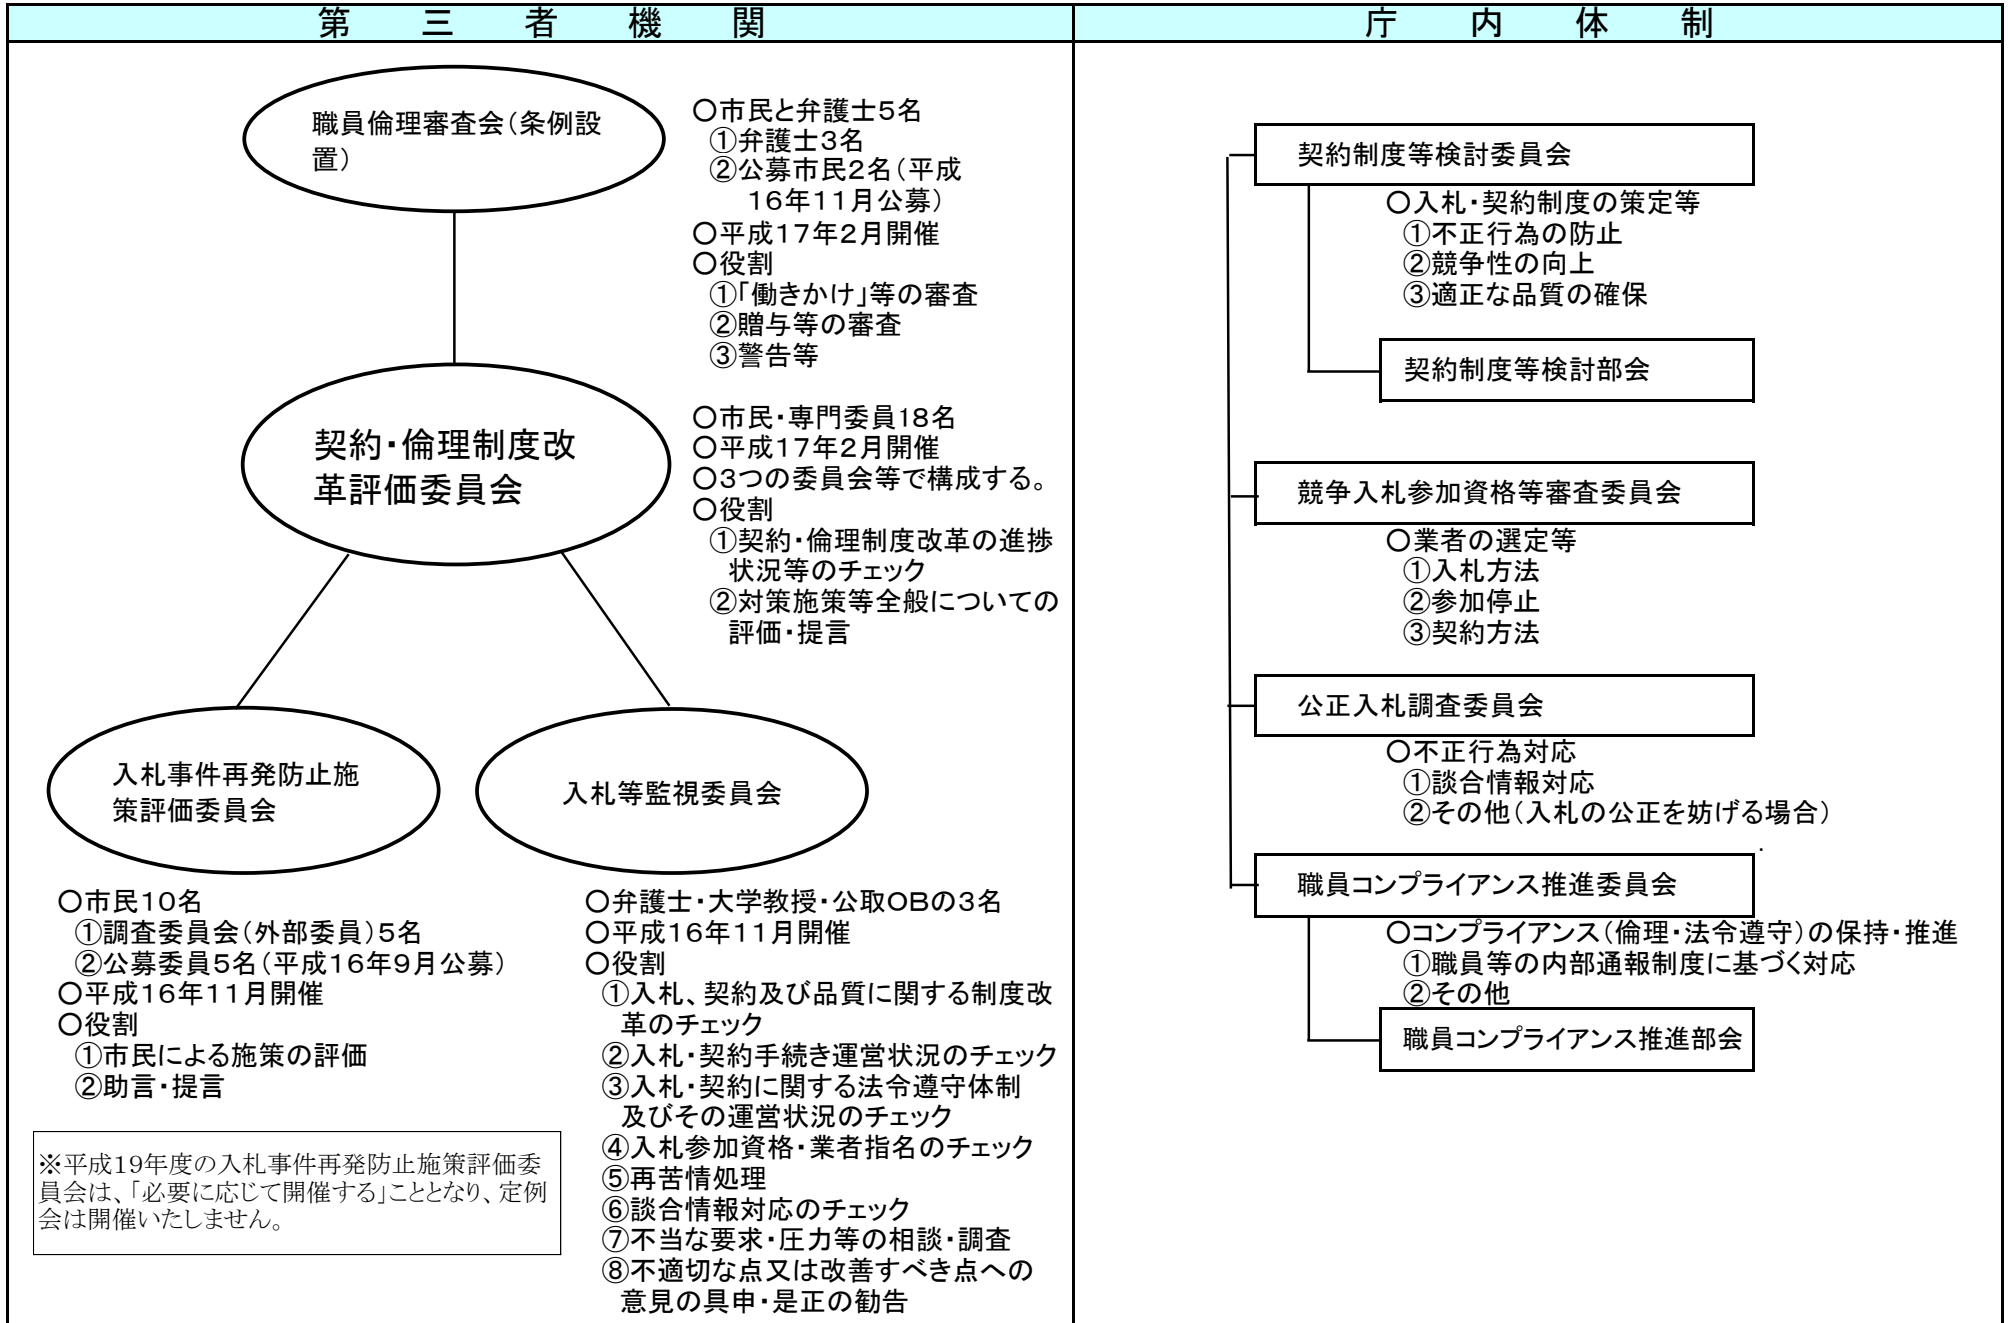 第三者機関
職員倫理審査会（条例設
置）
○市民と弁護士５名
①弁護士３名
②公募市民２名（平成
１６年１１月公募）
○平成１７年２月開催
○役割
①「働きかけ」等の審査
②贈与等の審査
③警告等
契約・倫理制度改
革評価委員会
○市民・専門委員18名
○平成１７年２月開催
○３つの委員会等で構成する。
○役割
①契約・倫理制度改革の進捗
状況等のチェック
②対策施策等全般についての
評価・提言
入札事件再発防止施
策評価委員会
○市民１０名
①調査委員会（外部委員）５名
②公募委員５名（平成１６年９月公募）
○平成１６年１１月開催
○役割
①市民による施策の評価
②助言・提言
※平成19年度の入札事件再発防止施策評価委
員会は、「必要に応じて開催する」こととなり、定例
会は開催いたしません。
入札等監視委員会
○弁護士・大学教授・公取ＯＢの３名
○平成１６年１１月開催
○役割
①入札、契約及び品質に関する制度改
革のチェック
②入札・契約手続き運営状況のチェック
③入札・契約に関する法令遵守体制
及びその運営状況のチェック
④入札参加資格・業者指名のチェック
⑤再苦情処理
⑥談合情報対応のチェック
⑦不当な要求・圧力等の相談・調査
⑧不適切な点又は改善すべき点への
意見の具申・是正の勧告
庁内体制
契約制度等検討委員会
○入札・契約制度の策定等
①不正行為の防止
②競争性の向上
③適正な品質の確保
契約制度等検討部会
競争入札参加資格等審査委員会
○業者の選定等
①入札方法
②参加停止
③契約方法
公正入札調査委員会
○不正行為対応
①談合情報対応
②その他（入札の公正を妨げる場合）
職員コンプライアンス推進委員会
○コンプライアンス（倫理・法令遵守）の保持・推進
①職員等の内部通報制度に基づく対応
②その他
職員コンプライアンス推進部会